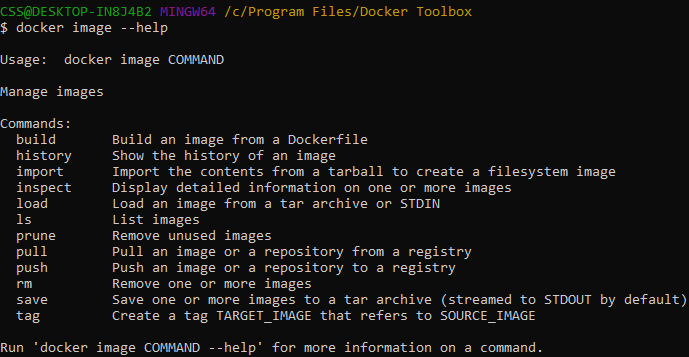 CSS@DESKTOP-IN8J4B2 MINGW64 /c/Program Files/Docker Toolbox
$ docker image --help
Usage:  docker image COMMAND
Manage images
Commands:
  build       Build an image from a Dockerfile
  history     Show the history of an image
  import      Import the contents from a tarball to create a filesystem image
  inspect     Display detailed information on one or more images
  load        Load an image from a tar archive or STDIN
  ls          List images
  prune       Remove unused images
  pull        Pull an image or a repository from a registry
  push        Push an image or a repository to a registry
  rm          Remove one or more images
  save        Save one or more images to a tar archive (streamed to STDOUT by default)
  tag         Create a tag TARGET_IMAGE that refers to SOURCE_IMAGE
Run 'docker image COMMAND --help' for more information on a command.